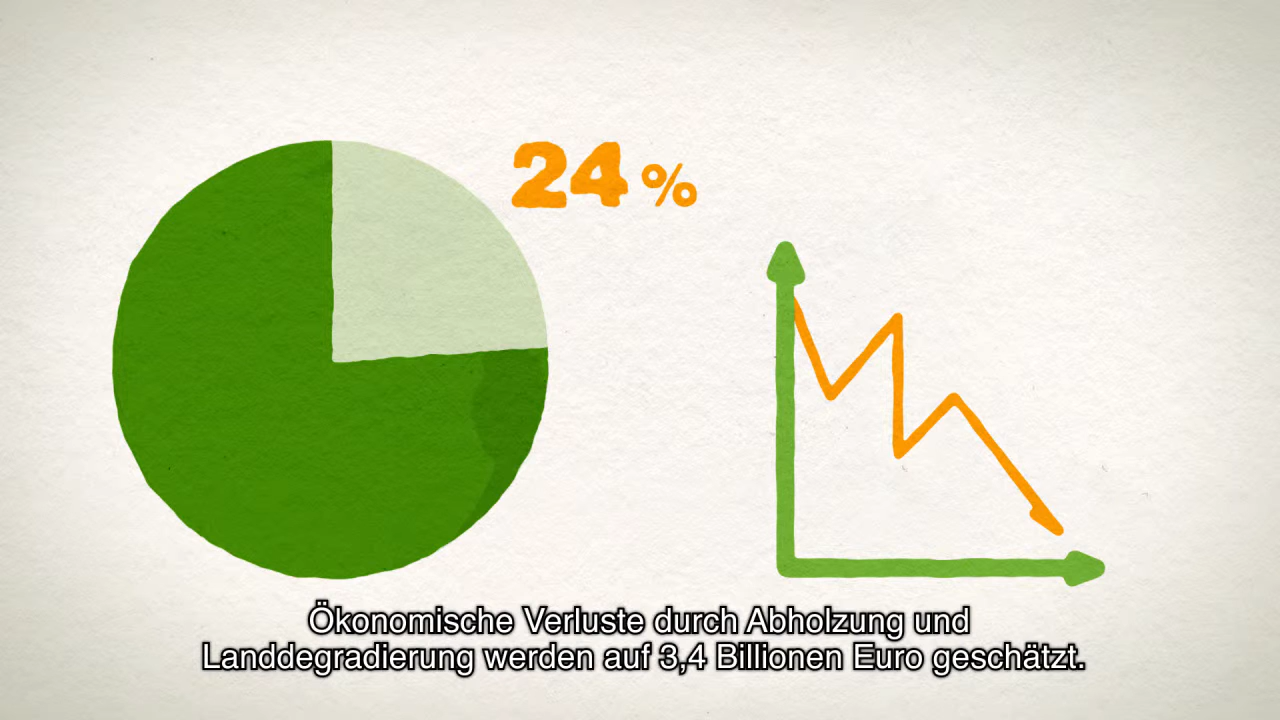 24 %
Ökonomische Verluste durch Abholzung und
Landdegradierung werden auf 3,4 Billionen Euro geschätzt.